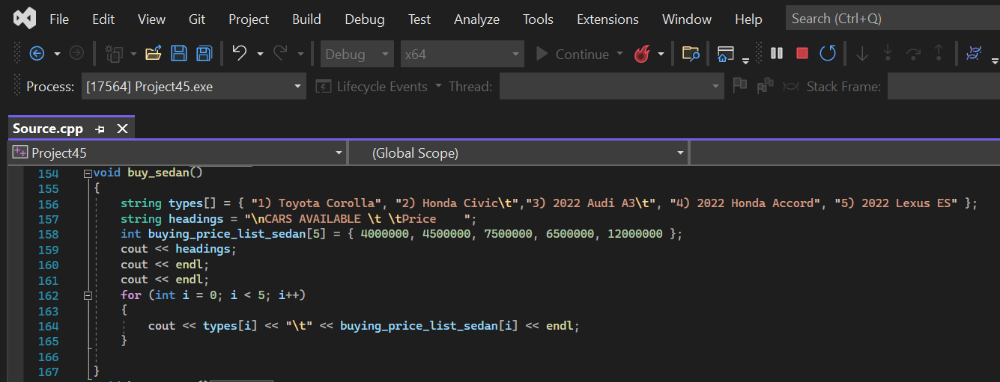 File Edit View Git Project Build Debug Test Analyze Tools Extensions Window Help Search (Ctrl+Q)
Debug x64 Continue
Process: [17564] Project45.exe Lifecycle Events Thread: Stack Frame:
Source.cpp
Project45 (Global Scope)
154 void buy_sedan()
155 {
156 string types[] = { "1) Toyota Corolla", "2) Honda Civic\t","3) 2022 Audi A3\t", "4) 2022 Honda Accord", "5) 2022 Lexus ES" };
157 string headings = "\nCARS AVAILABLE \t \tPrice    ";
158 int buying_price_list_sedan[5] = { 4000000, 4500000, 7500000, 6500000, 12000000 };
159 cout << headings;
160 cout << endl;
161 cout << endl;
162 for (int i = 0; i < 5; i++)
163 {
164 cout << types[i] << "\t" << buying_price_list_sedan[i] << endl;
165 }
166
167 }